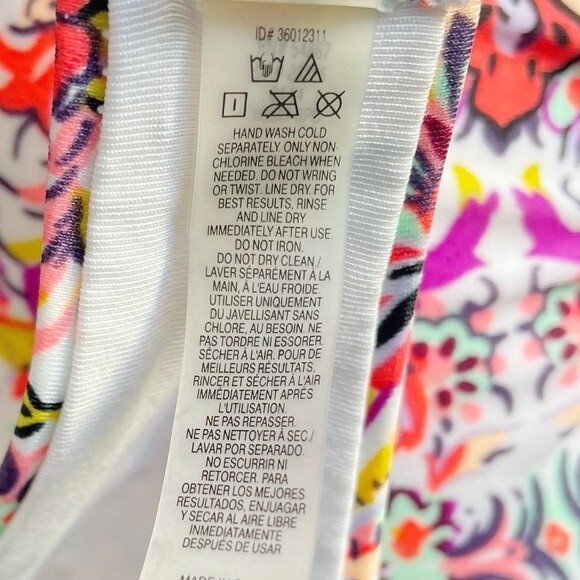 ID# 36012311
HAND WASH COLD
SEPARATELY ONLY NON-
CHLORINE BLEACH WHEN
NEEDED. DO NOT WRING
OR TWIST. LINE DRY. FOR
BEST RESULTS, RINSE
AND LINE DRY
IMMEDIATELY AFTER USE.
DO NOT IRON.
DO NOT DRY CLEAN./
LAVER SÉPARÉMENT À LA
MAIN, À L'EAU FROIDE.
UTILISER UNIQUEMENT
DU JAVELLISANT SANS
CHLORE, AU BESOIN. NE
PAS TORDRE NI ESSORER.
SÉCHER À L'AIR. POUR DE
MEILLEURS RÉSULTATS,
RINCER ET SÉCHER À L'AIR
IMMÉDIATEMENT APRÈS
L'UTILISATION.
NE PAS REPASSER.
NE PAS NETTOYER À SEC./
LAVAR POR SEPARADO.
NO ESCURRIR NI
RETORCER. PARA
OBTENER LOS MEJORES
RESULTADOS, ENJUAGAR
Y SECAR AL AIRE LIBRE
INMEDIATAMENTE
DESPUÉS DE USAR.
MADE IN